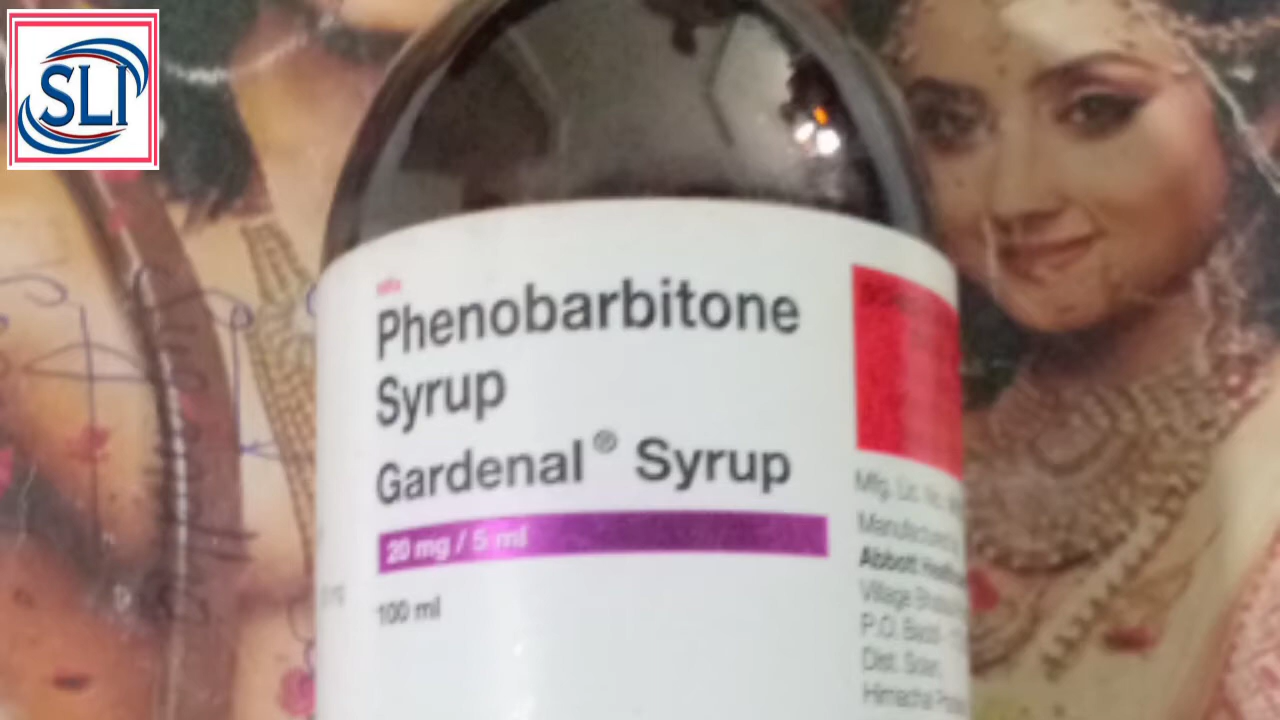 SLI
Phenobarbitone
Syrup
Gardenal® Syrup
20 mg / 5 ml
100 ml
Mfg. Lic. No.
Manufactured
Abbott
Village
P.O.
Dist. Solan,
Himachal